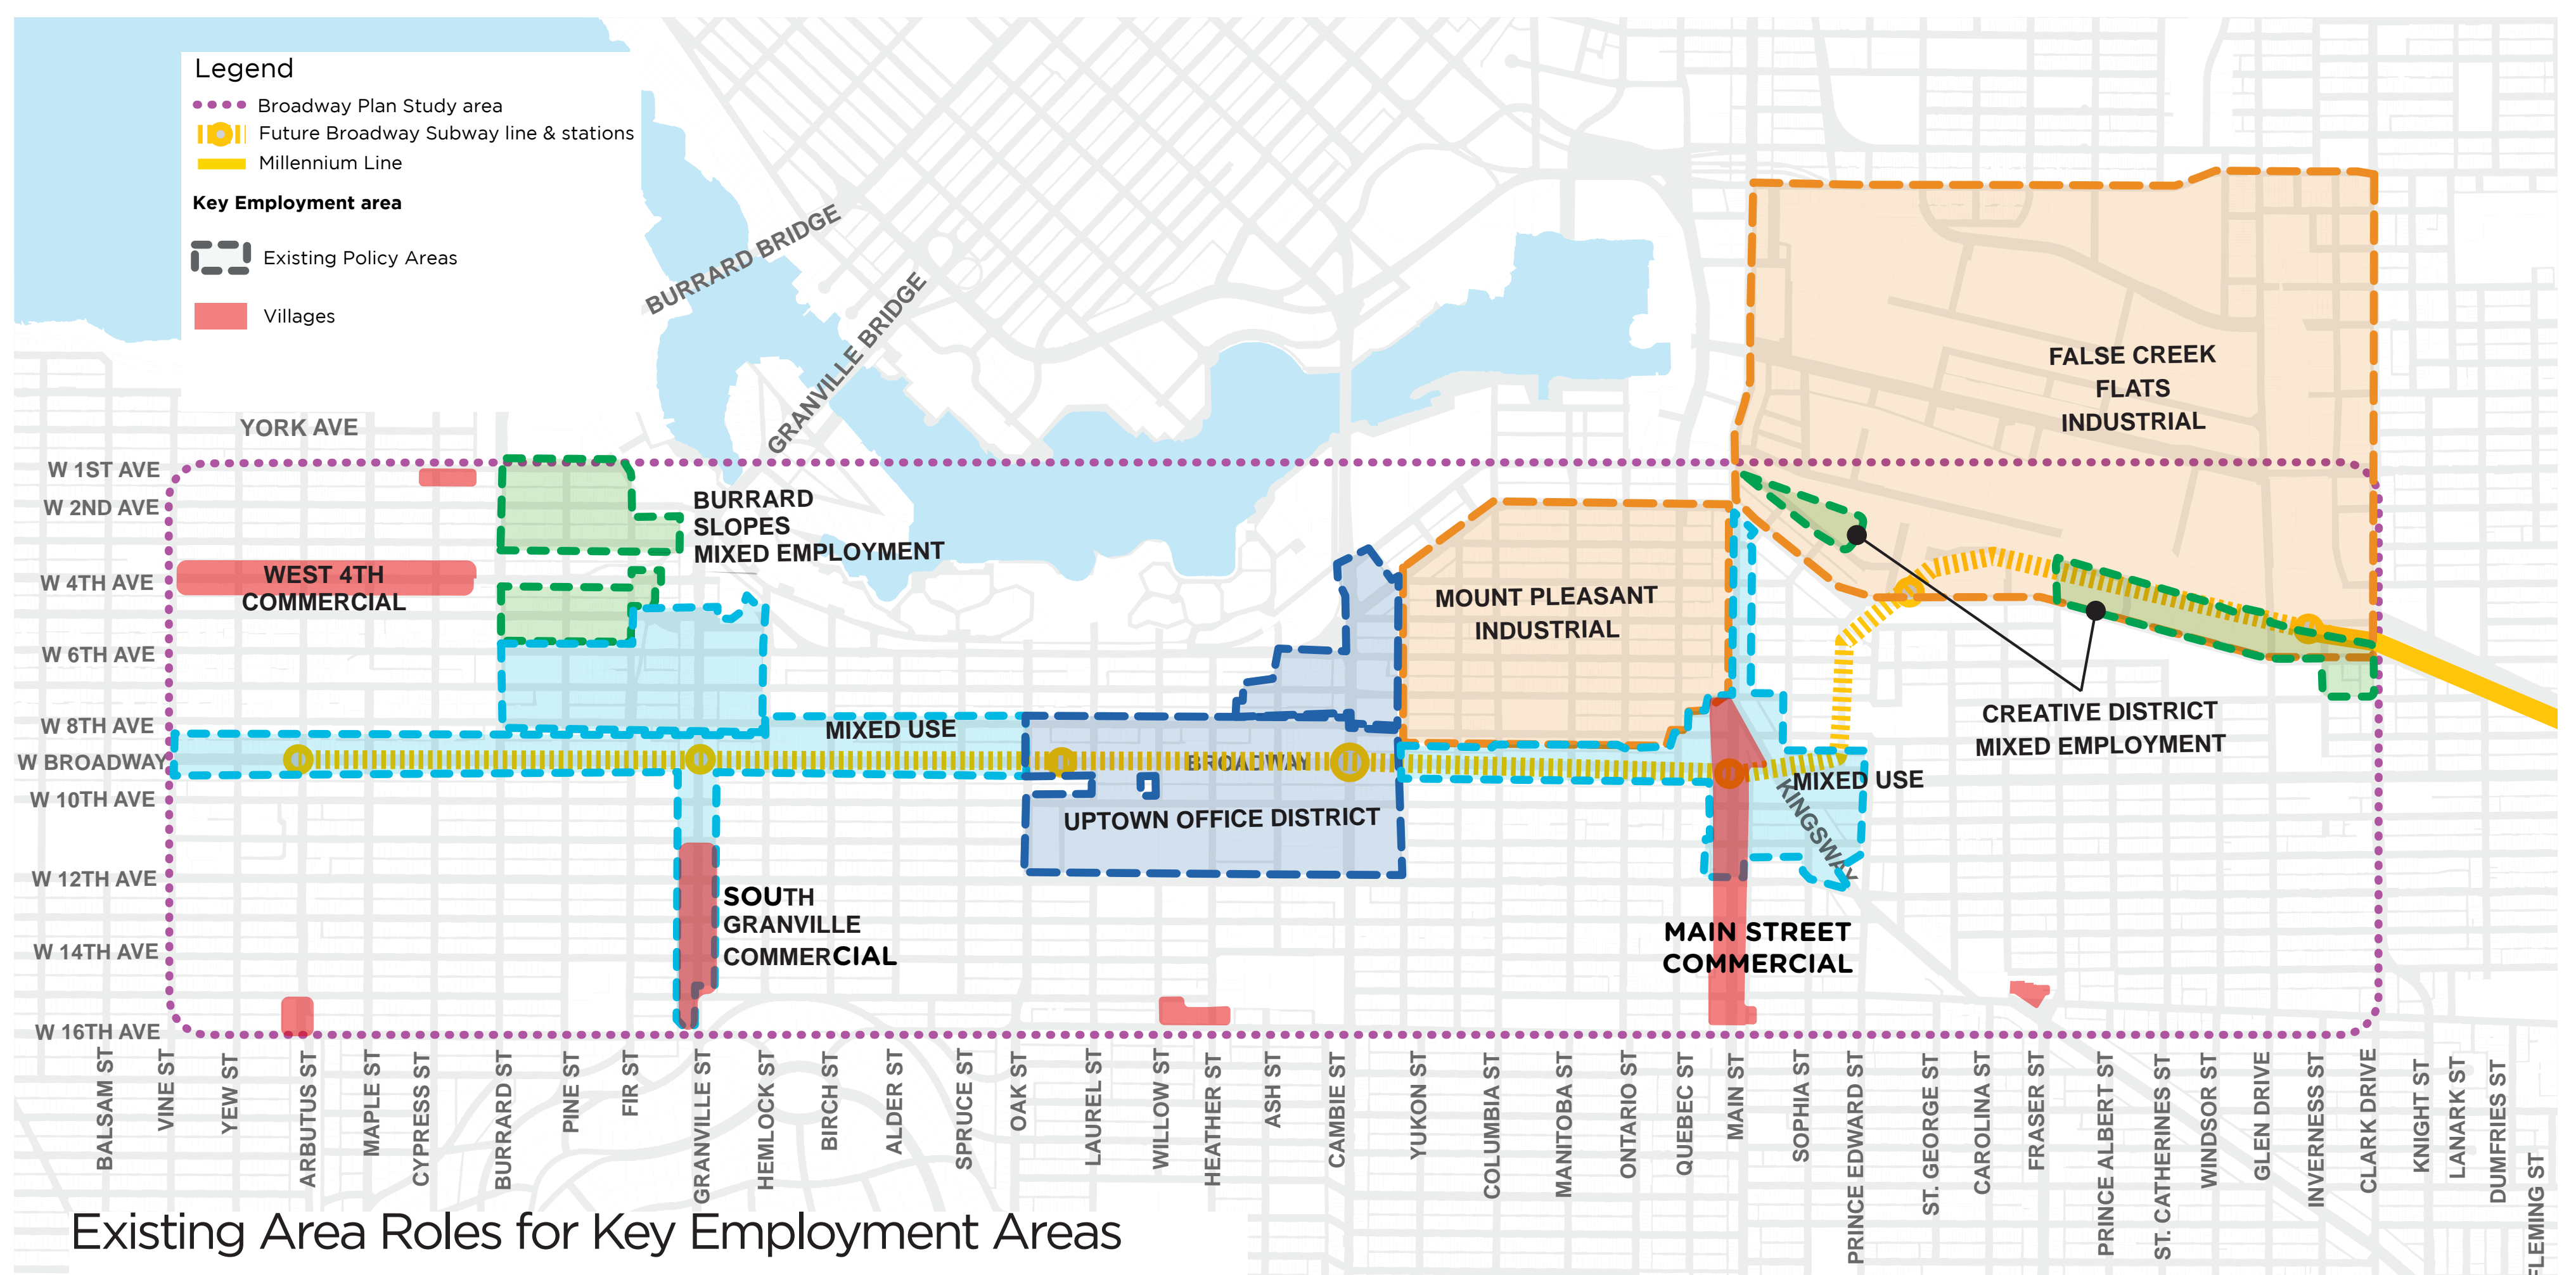 Legend
Broadway Plan Study area
Future Broadway Subway line & stations
Millennium Line
Key Employment area
Existing Policy Areas
Villages
BURRARD BRIDGE
GRANVILLE BRIDGE
YORK AVE
W 1ST AVE
W 2ND AVE
W 4TH AVE
W 6TH AVE
W 8TH AVE
W BROADWAY
W 10TH AVE
W 12TH AVE
W 14TH AVE
W 16TH AVE
WEST 4TH
COMMERCIAL
BURRARD
SLOPES
MIXED EMPLOYMENT
MIXED USE
BROADWAY
UPTOWN OFFICE DISTRICT
SOUTH
GRANVILLE
COMMERCIAL
MOUNT PLEASANT
INDUSTRIAL
FALSE CREEK
FLATS
INDUSTRIAL
CREATIVE DISTRICT
MIXED EMPLOYMENT
MIXED USE
KINGSWAY
MAIN STREET
COMMERCIAL
BALSAM ST
VINE ST
YEW ST
ARBUTUS ST
MAPLE ST
CYPRESS ST
BURRARD ST
PINE ST
FIR ST
GRANVILLE ST
HEMLOCK ST
BIRCH ST
ALDER ST
SPRUCE ST
OAK ST
LAUREL ST
WILLOW ST
HEATHER ST
ASH ST
CAMBIE ST
YUKON ST
COLUMBIA ST
MANITOBA ST
ONTARIO ST
QUEBEC ST
MAIN ST
SOPHIA ST
PRINCE EDWARD ST
ST. GEORGE ST
CAROLINA ST
FRASER ST
PRINCE ALBERT ST
ST. CATHERINES ST
WINDSOR ST
GLEN DRIVE
INVERNESS ST
CLARK DRIVE
KNIGHT ST
LANARK ST
DUMFRIES ST
FLEMING ST
Existing Area Roles for Key Employment Areas